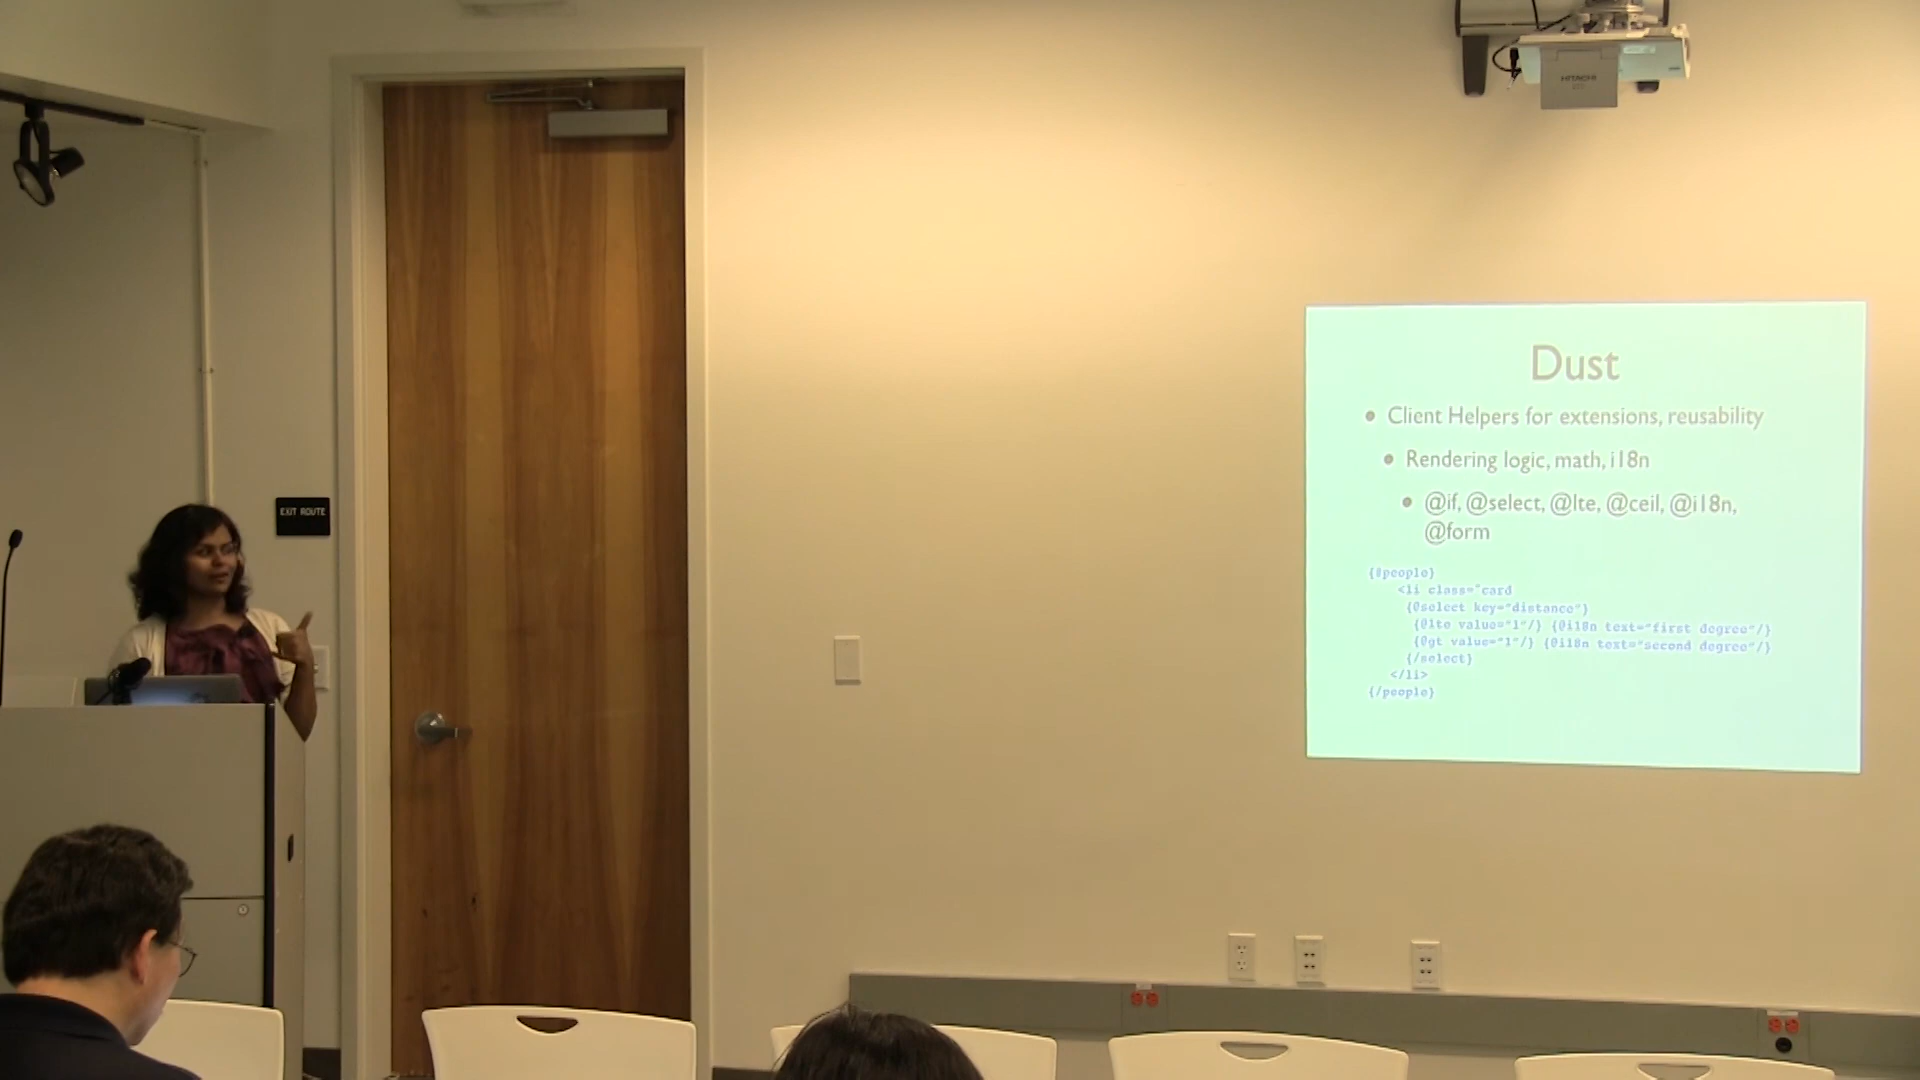 HITACHI
EXIT ROUTE
Dust
• Client Helpers for extensions, reusability
• Rendering logic, math, i18n
• @if, @select, @lte, @ceil, @i18n,
@form
{#people}
<li class="card
{@select key="distance"}
{@lte value="1"/} {@i18n text="first degree"/}
{@gt value="1"/} {@i18n text="second degree"/}
{/select}
</li>
{/people}